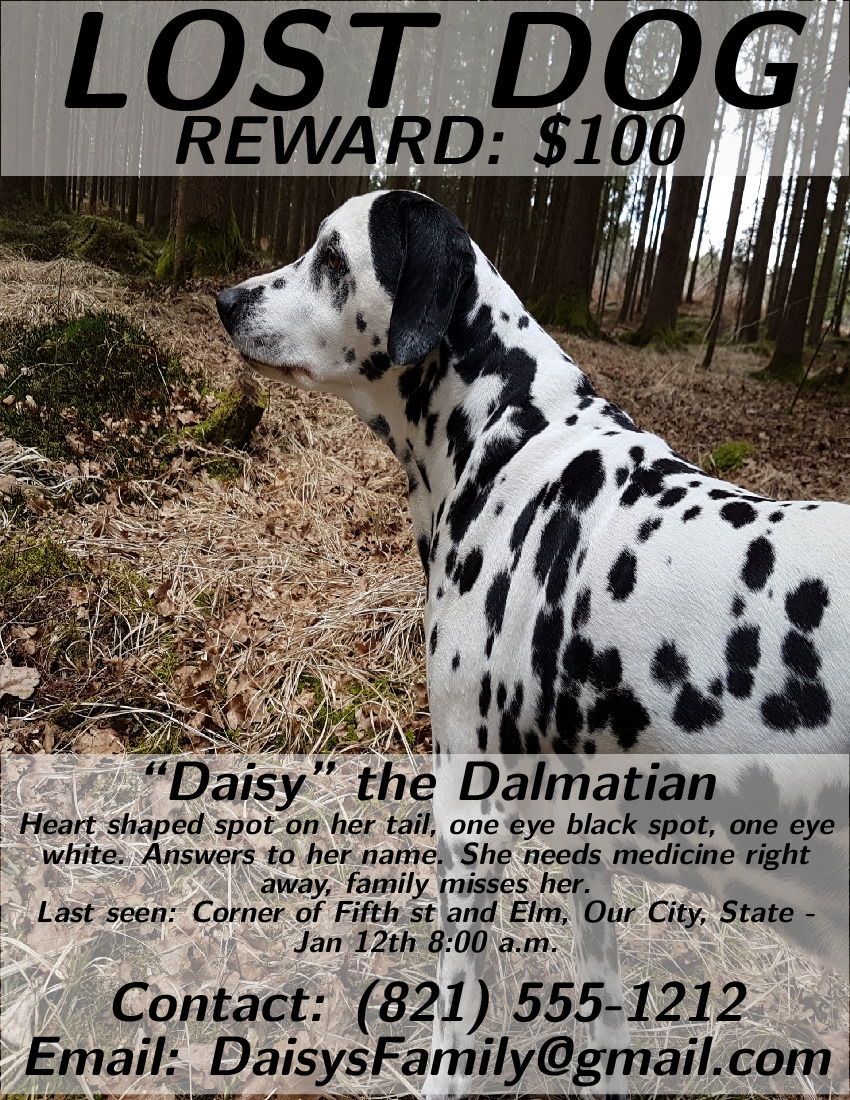 LOST DOG
REWARD: $100
“Daisy” the Dalmatian
Heart shaped spot on her tail, one eye black spot, one eye
white. Answers to her name. She needs medicine right
away, family misses her.
Last seen: Corner of Fifth st and Elm, Our City, State -
Jan 12th 8:00 a.m.
Contact: (821) 555-1212
Email: DaisysFamily@gmail.com